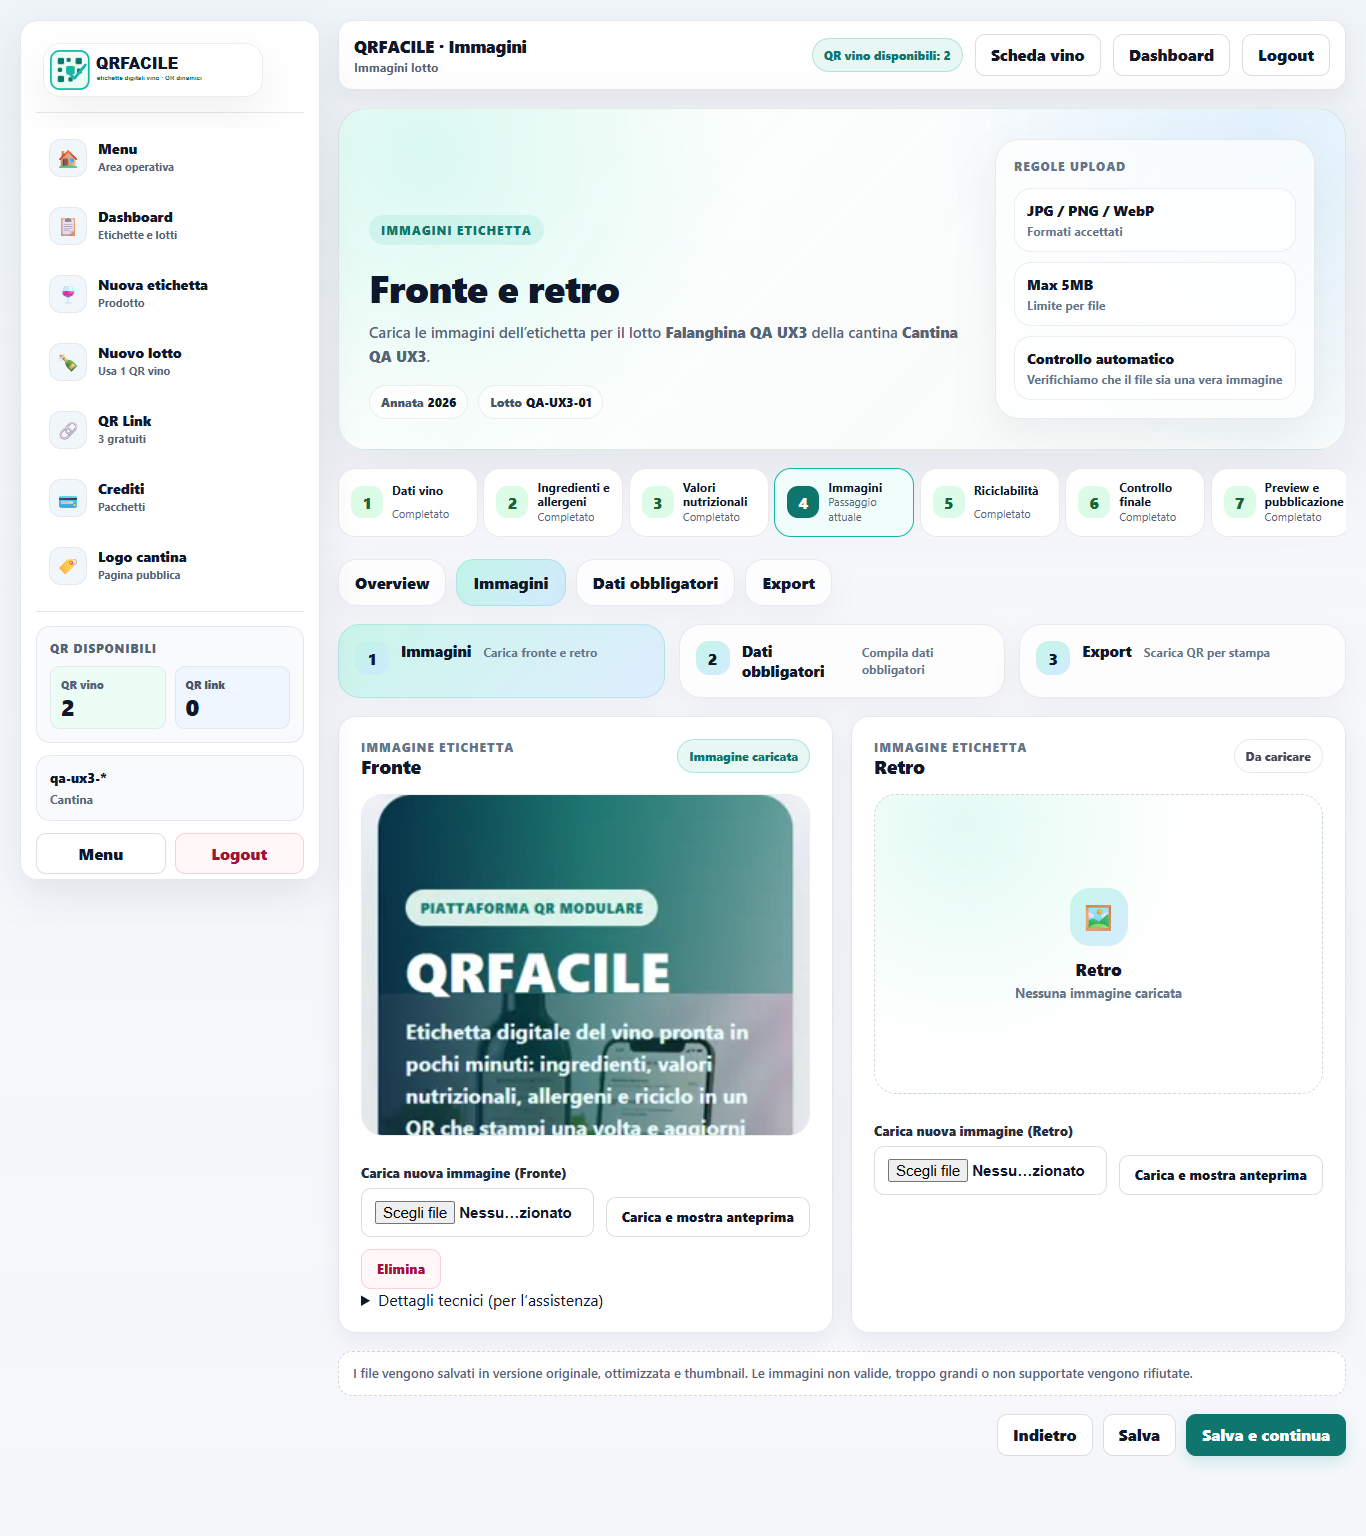 QRFACILE
etichette digitali vino · QR dinamici
Menu
Area operativa
Dashboard
Etichette e lotti
Nuova etichetta
Prodotto
Nuovo lotto
Usa 1 QR vino
QR Link
3 gratuiti
Crediti
Pacchetti
Logo cantina
Pagina pubblica
QR DISPONIBILI
QR vino
2
QR link
0
qa-ux3-*
Cantina
Menu
Logout
QRFACILE · Immagini
Immagini lotto
QR vino disponibili: 2
Scheda vino
Dashboard
Logout
IMMAGINI ETICHETTA
Fronte e retro
Carica le immagini dell’etichetta per il lotto Falanghina QA UX3 della cantina Cantina
QA UX3.
Annata 2026
Lotto QA-UX3-01
REGOLE UPLOAD
JPG / PNG / WebP
Formati accettati
Max 5MB
Limite per file
Controllo automatico
Verifichiamo che il file sia una vera immagine
1
Dati vino
Completato
2
Ingredienti e
allergeni
Completato
3
Valori
nutrizionali
Completato
4
Immagini
Passaggio
attuale
5
Riciclabilità
Completato
6
Controllo
finale
Completato
7
Preview e
pubblicazione
Completato
Overview
Immagini
Dati obbligatori
Export
1
Immagini
Carica fronte e retro
2
Dati
obbligatori
Compila dati
obbligatori
3
Export
Scarica QR per stampa
IMMAGINE ETICHETTA
Fronte
Immagine caricata
PIATTAFORMA QR MODULARE
QRFACILE
Etichetta digitale del vino pronta in
pochi minuti: ingredienti, valori
nutrizionali, allergeni e riciclo in un
QR che stampi una volta e aggiorni
Carica nuova immagine (Fronte)
Scegli file
Nessu…zionato
Carica e mostra anteprima
Elimina
Dettagli tecnici (per l’assistenza)
IMMAGINE ETICHETTA
Retro
Da caricare
Retro
Nessuna immagine caricata
Carica nuova immagine (Retro)
Scegli file
Nessu…zionato
Carica e mostra anteprima
I file vengono salvati in versione originale, ottimizzata e thumbnail. Le immagini non valide, troppo grandi o non supportate vengono rifiutate.
Indietro
Salva
Salva e continua